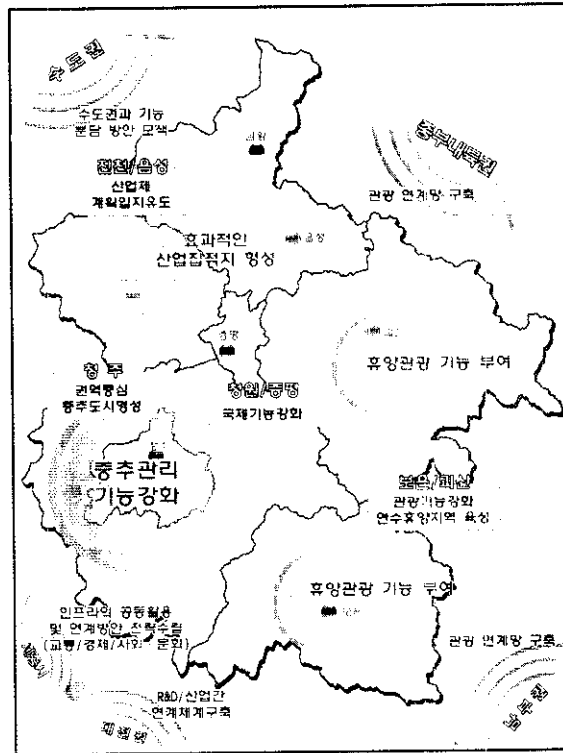 수도권
수도권과 기능
분담 방안 모색
진천/음성
산업체
계획입지유도
중부내륙권
관광 연계망 구축
효과적인
산업집적지 형성
음성
증평
휴양관광 기능 부여
청 주
권역중심
중추도시형성
청원/증평
국제기능강화
중추관리
기능강화
보은/괴산
관광기능강화
연수휴양지역 육성
휴양관광 기능 부여
인프라의 공동활용
및 연계방안 전략수립
(교통/경제/사회 · 문화)
관광 연계망 구축
R&D/산업간
연계체계구축